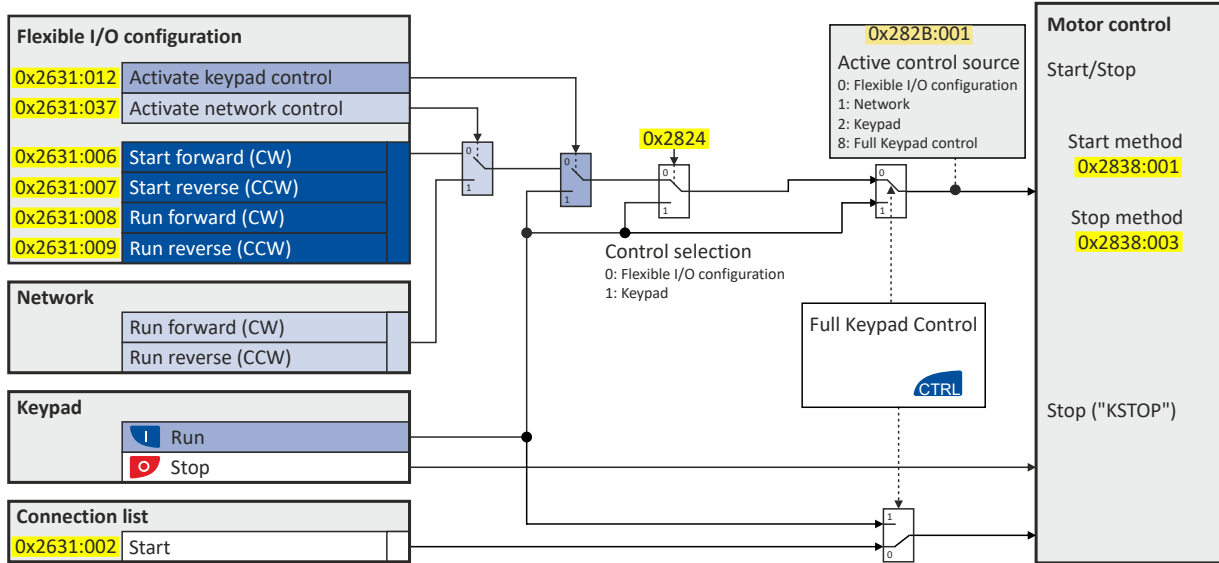 Flexible I/O configuration
0x2631:012 Activate keypad control
0x2631:037 Activate network control
0x2631:006 Start forward (CW)
0x2631:007 Start reverse (CCW)
0x2631:008 Run forward (CW)
0x2631:009 Run reverse (CCW)
Network
Run forward (CW)
Run reverse (CCW)
Keypad
I Run
O Stop
Connection list
0x2631:002 Start
0
1
0
1
0x2824
0
1
Control selection
0: Flexible I/O configuration
1: Keypad
0x282B:001
Active control source
0: Flexible I/O configuration
1: Network
2: Keypad
8: Full Keypad control
0
1
Full Keypad Control
CTRL
1
0
Motor control
Start/Stop
Start method
0x2838:001
Stop method
0x2838:003
Stop ("KSTOP")